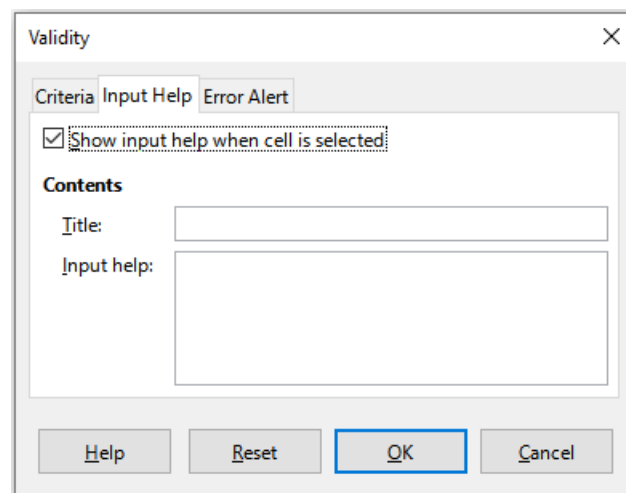 Validity
Criteria Input Help Error Alert
Show input help when cell is selected
Contents
Title:
Input help:
Help Reset OK Cancel